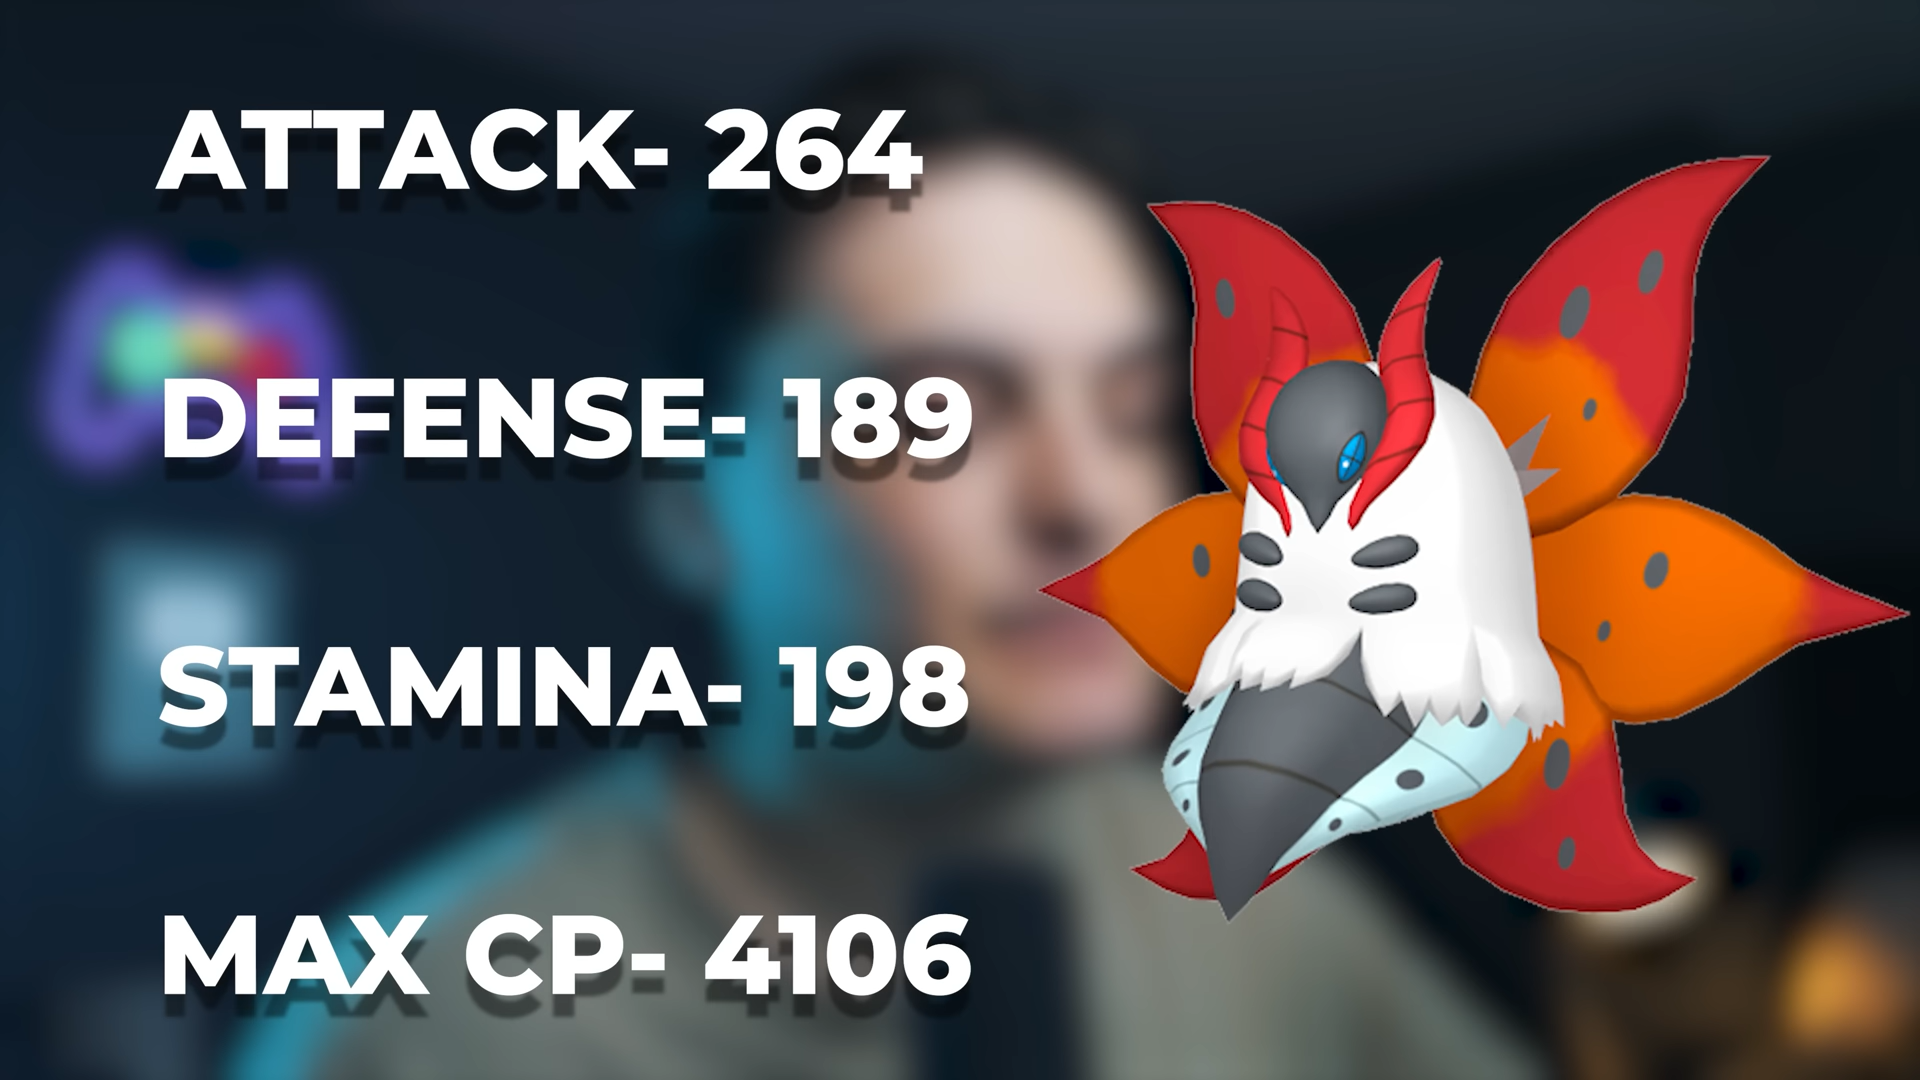 ATTACK- 264
DEFENSE- 189
STAMINA- 198
MAX CP- 4106